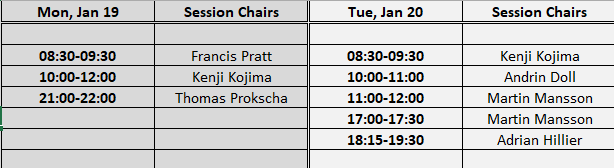 Mon, Jan 19 Session Chairs Tue, Jan 20 Session Chairs
08:30-09:30 Francis Pratt 08:30-09:30 Kenji Kojima
10:00-12:00 Kenji Kojima 10:00-11:00 Andrin Doll
21:00-22:00 Thomas Prokscha 11:00-12:00 Martin Mansson
17:00-17:30 Martin Mansson
18:15-19:30 Adrian Hillier